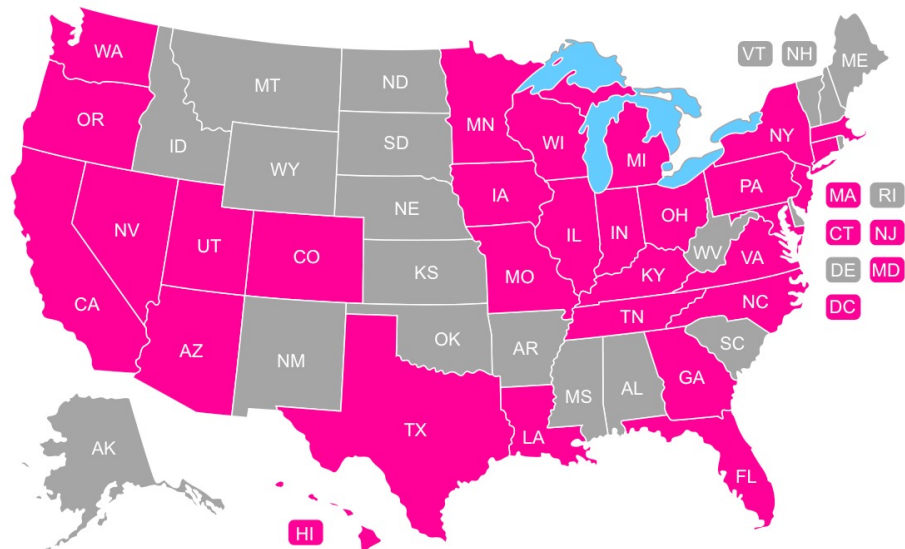 WA
MT
ND
VT NH
ME
OR
ID
SD
MN
WI
MI
NY
WY
IA
PA
NE
MA RI
NV
UT
CO
IL
IN
OH
WV
VA
CT NJ
KS
MO
KY
DE MD
CA
NC
DC
TN
AZ
NM
OK
AR
SC
GA
MS
AL
TX
LA
AK
FL
HI